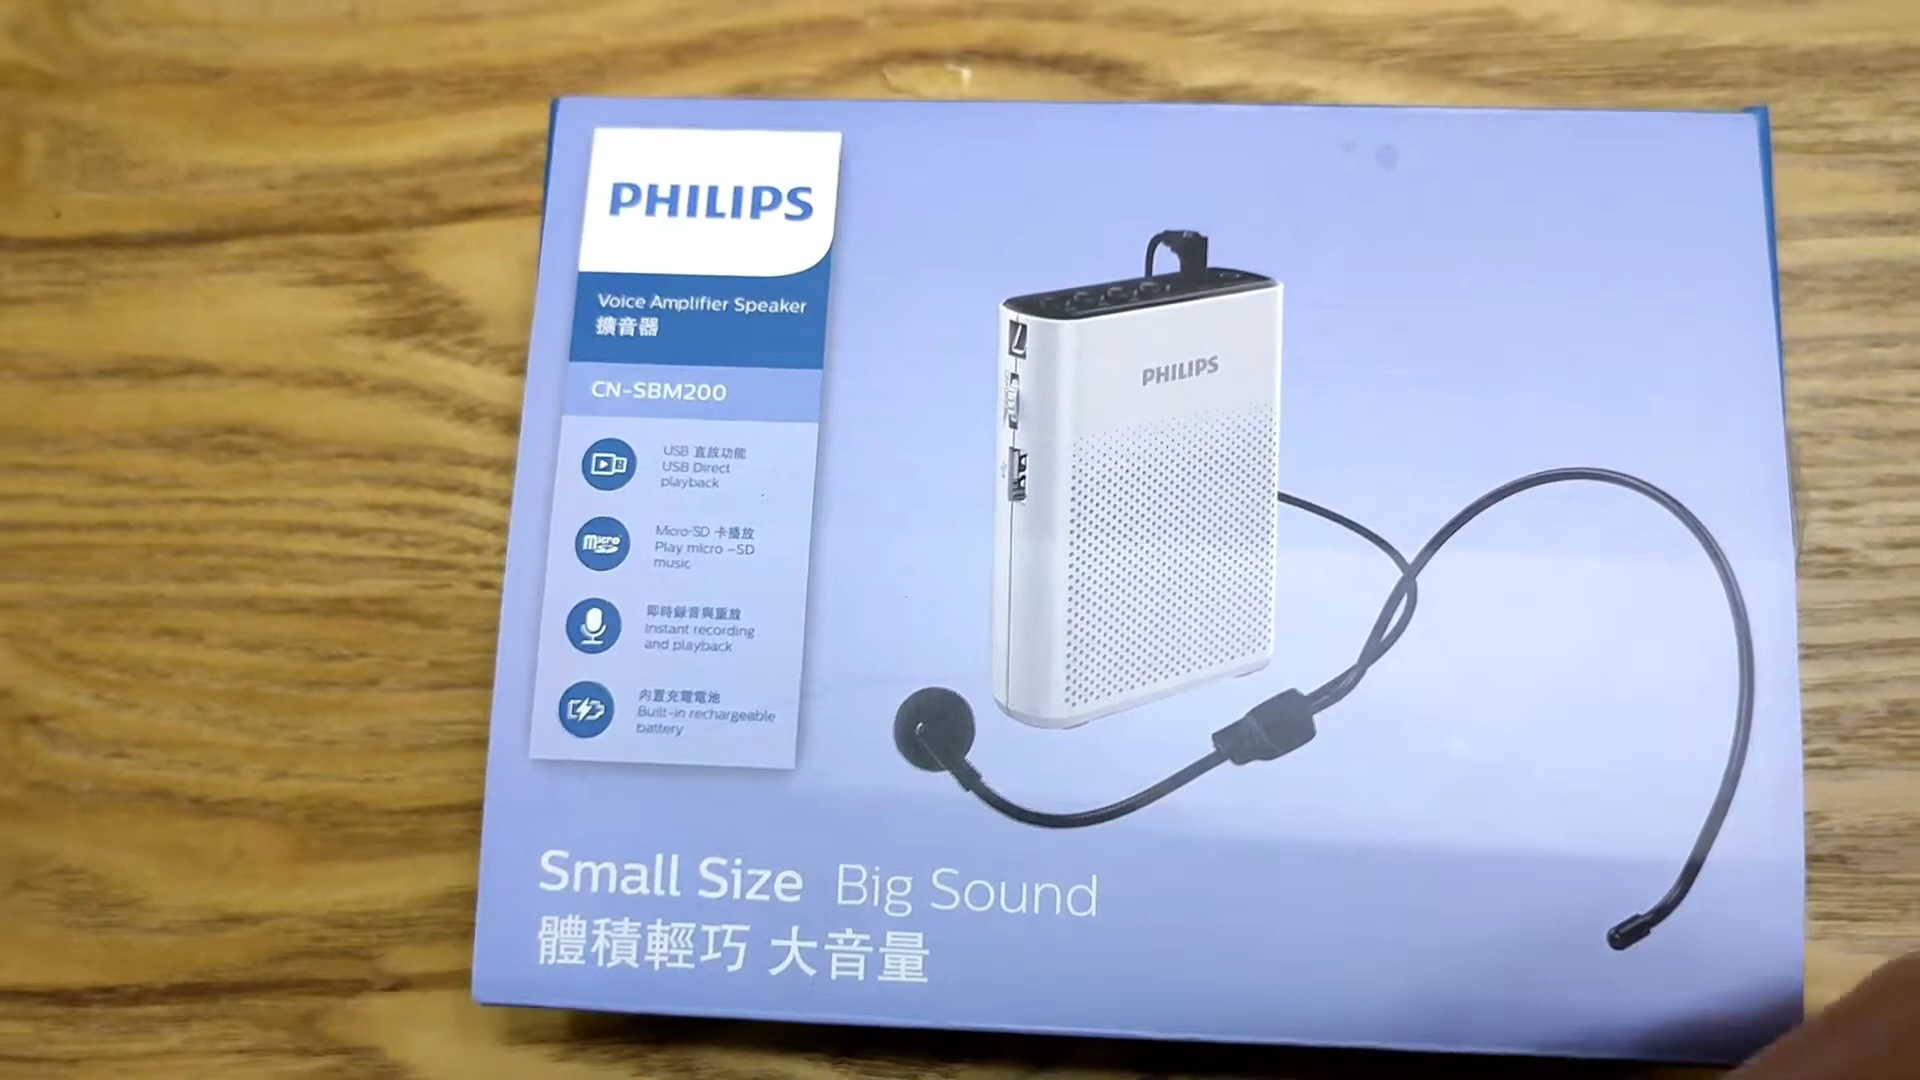 PHILIPS
Voice Amplifier Speaker
擴音器
CN-SBM200
USB 直放功能
USB Direct
playback
Micro-SD 卡播放
Play micro -SD
music
即時錄音與重放
Instant recording
and playback
內置充電電池
Built-in rechargeable
battery
PHILIPS
Small Size Big Sound
體積輕巧 大音量